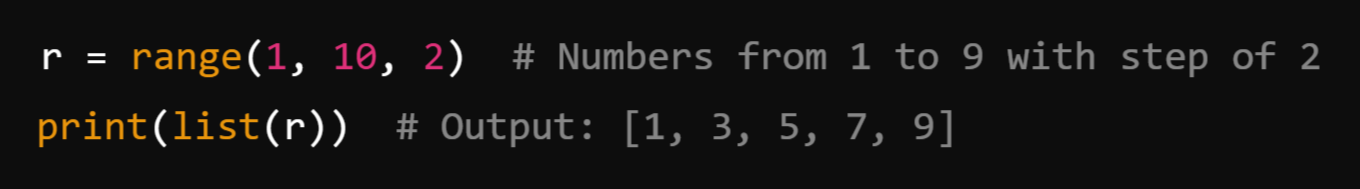 r = range(1, 10, 2)  # Numbers from 1 to 9 with step of 2
print(list(r))  # Output: [1, 3, 5, 7, 9]